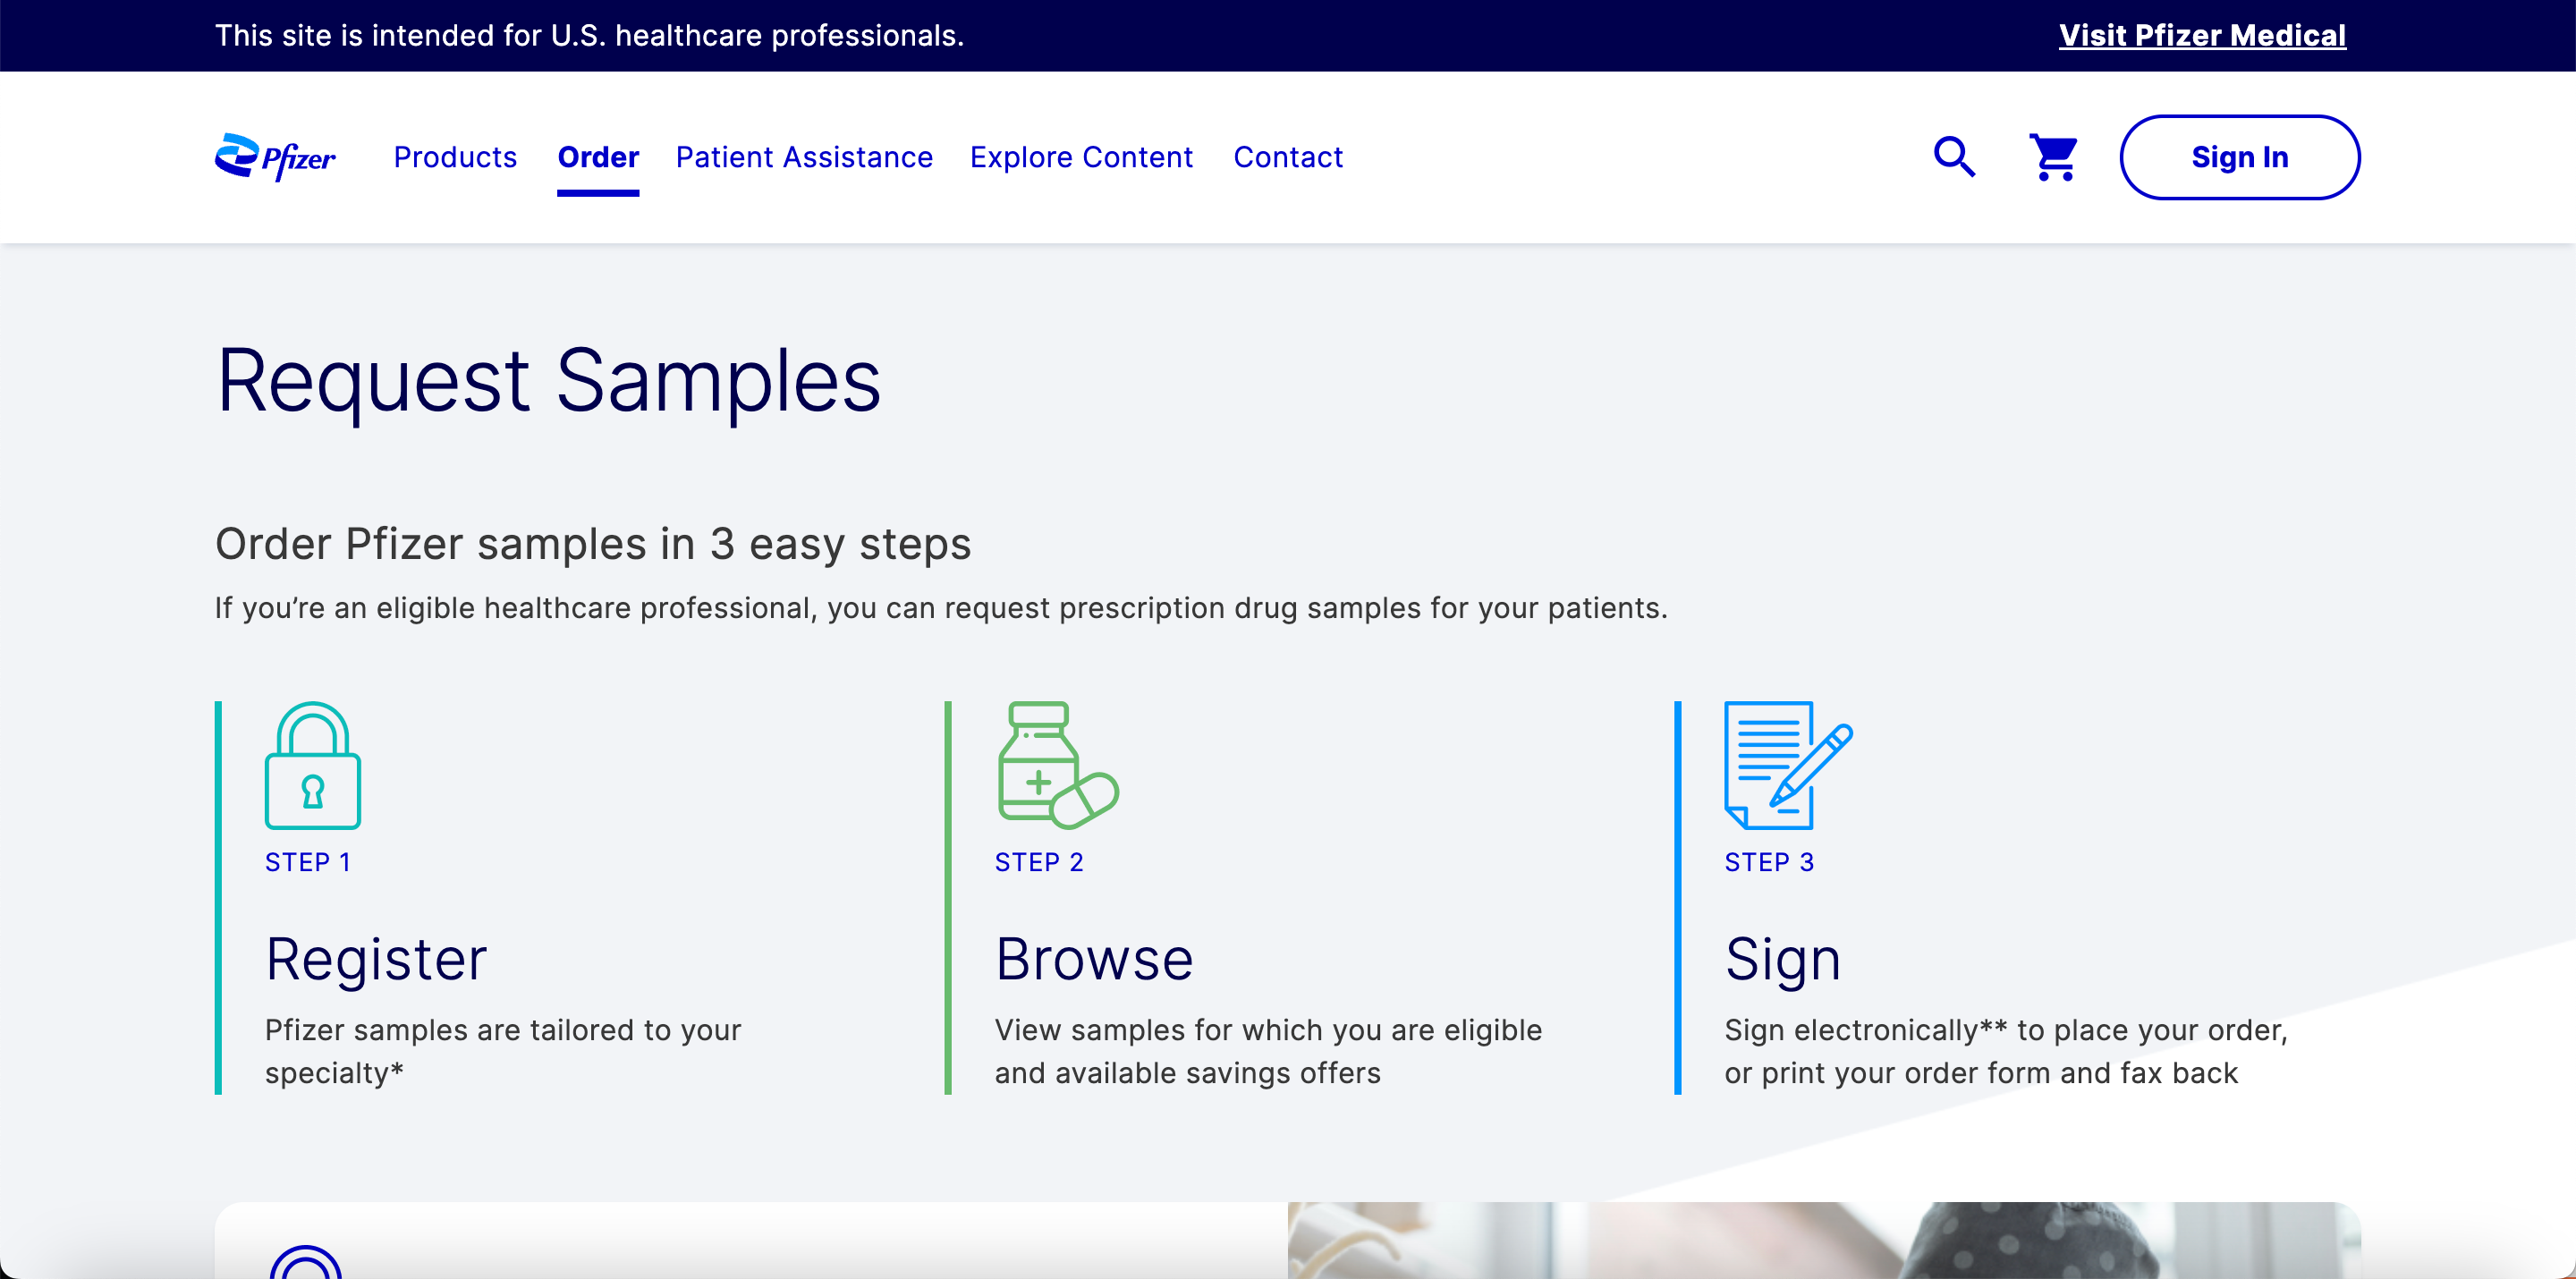 This site is intended for U.S. healthcare professionals.
Visit Pfizer Medical
Pfizer
Products
Order
Patient Assistance
Explore Content
Contact
Sign In
Request Samples
Order Pfizer samples in 3 easy steps
If you’re an eligible healthcare professional, you can request prescription drug samples for your patients.
STEP 1
Register
Pfizer samples are tailored to your
specialty*
STEP 2
Browse
View samples for which you are eligible
and available savings offers
STEP 3
Sign
Sign electronically** to place your order,
or print your order form and fax back